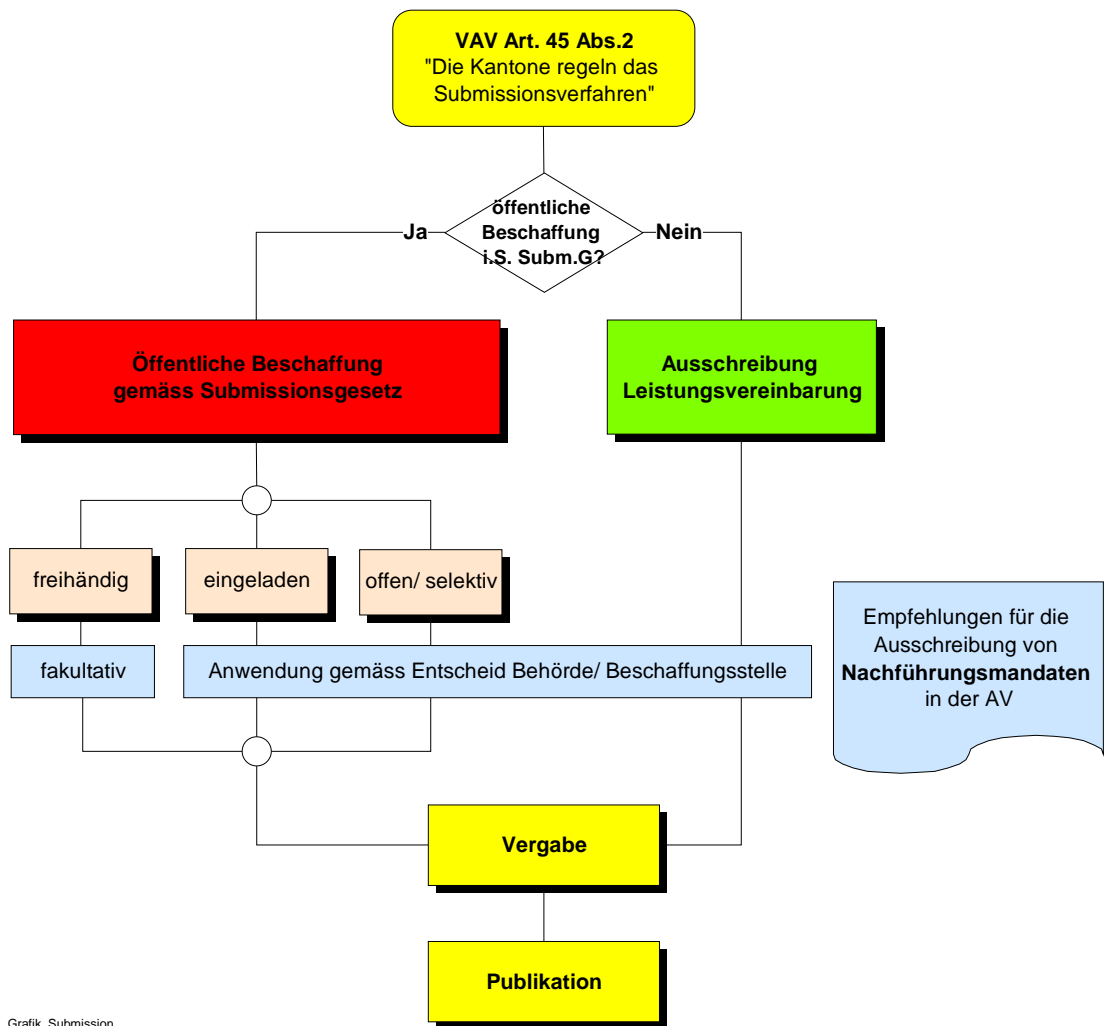 VAV Art. 45 Abs.2
"Die Kantone regeln das
Submissionsverfahren"
öffentliche
Beschaffung
i.S. Subm.G?
Ja
Nein
Öffentliche Beschaffung
gemäss Submissionsgesetz
Ausschreibung
Leistungsvereinbarung
freihändig
eingeladen
offen/ selektiv
fakultativ
Anwendung gemäss Entscheid Behörde/ Beschaffungsstelle
Empfehlungen für die
Ausschreibung von
Nachführungsmandaten
in der AV
Vergabe
Publikation
Grafik_Submission